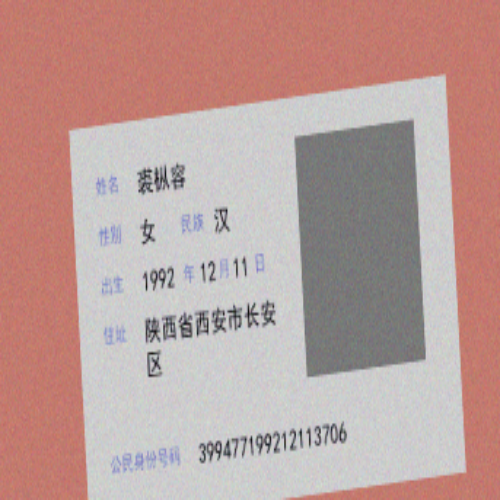 姓名 裘枞容
性别 女 民族 汉
出生 1992 年 12 月 11 日
住址 陕西省西安市长安
区
公民身份号码 399477199212113706